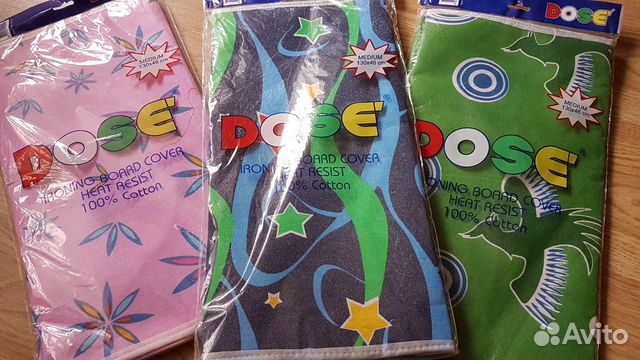 DOSE
MEDIUM
130x46 cm
DOSE
IRONING BOARD COVER
HEAT RESIST
100% Cotton
MEDIUM
130x46 cm
DOSE®
IRONING BOARD COVER
HEAT RESIST
100% Cotton
DOSE
MEDIUM
130x46 cm
DOSE®
ONING BOARD COVER
HEAT RESIST
100% Cotton
Avito